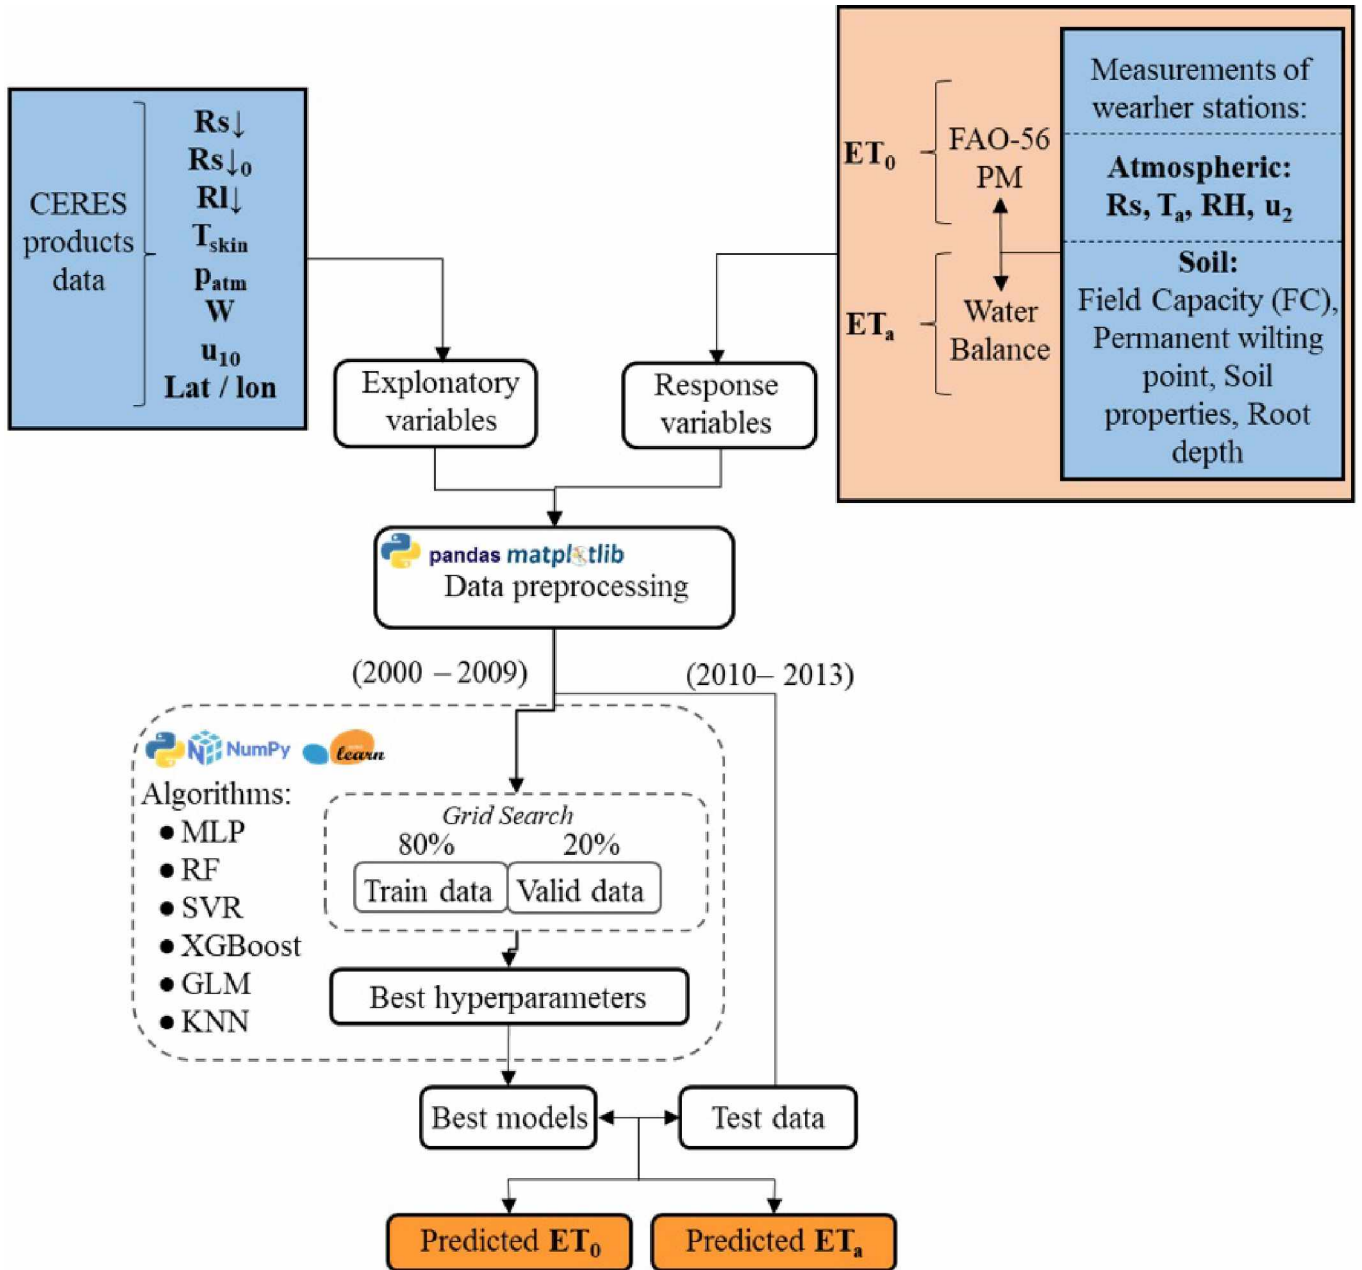 CERES
products
data
Rs↓
Rs↓₀
Rl↓
Tₛₖᵢₙ
pₐₜₘ
W
u₁₀
Lat / lon
ET₀
FAO-56
PM
ETₐ
Water
Balance
Measurements of
wearher stations:
Atmospheric:
Rs, Tₐ, RH, u₂
Soil:
Field Capacity (FC),
Permanent wilting
point, Soil
properties, Root
depth
Explonatory
variables
Response
variables
pandas matplotlib
Data preprocessing
(2000 – 2009)
(2010– 2013)
NumPy
learn
Algorithms:
● MLP
● RF
● SVR
● XGBoost
● GLM
● KNN
Grid Search
80% 20%
Train data Valid data
Best hyperparameters
Best models
Test data
Predicted ET₀
Predicted ETₐ